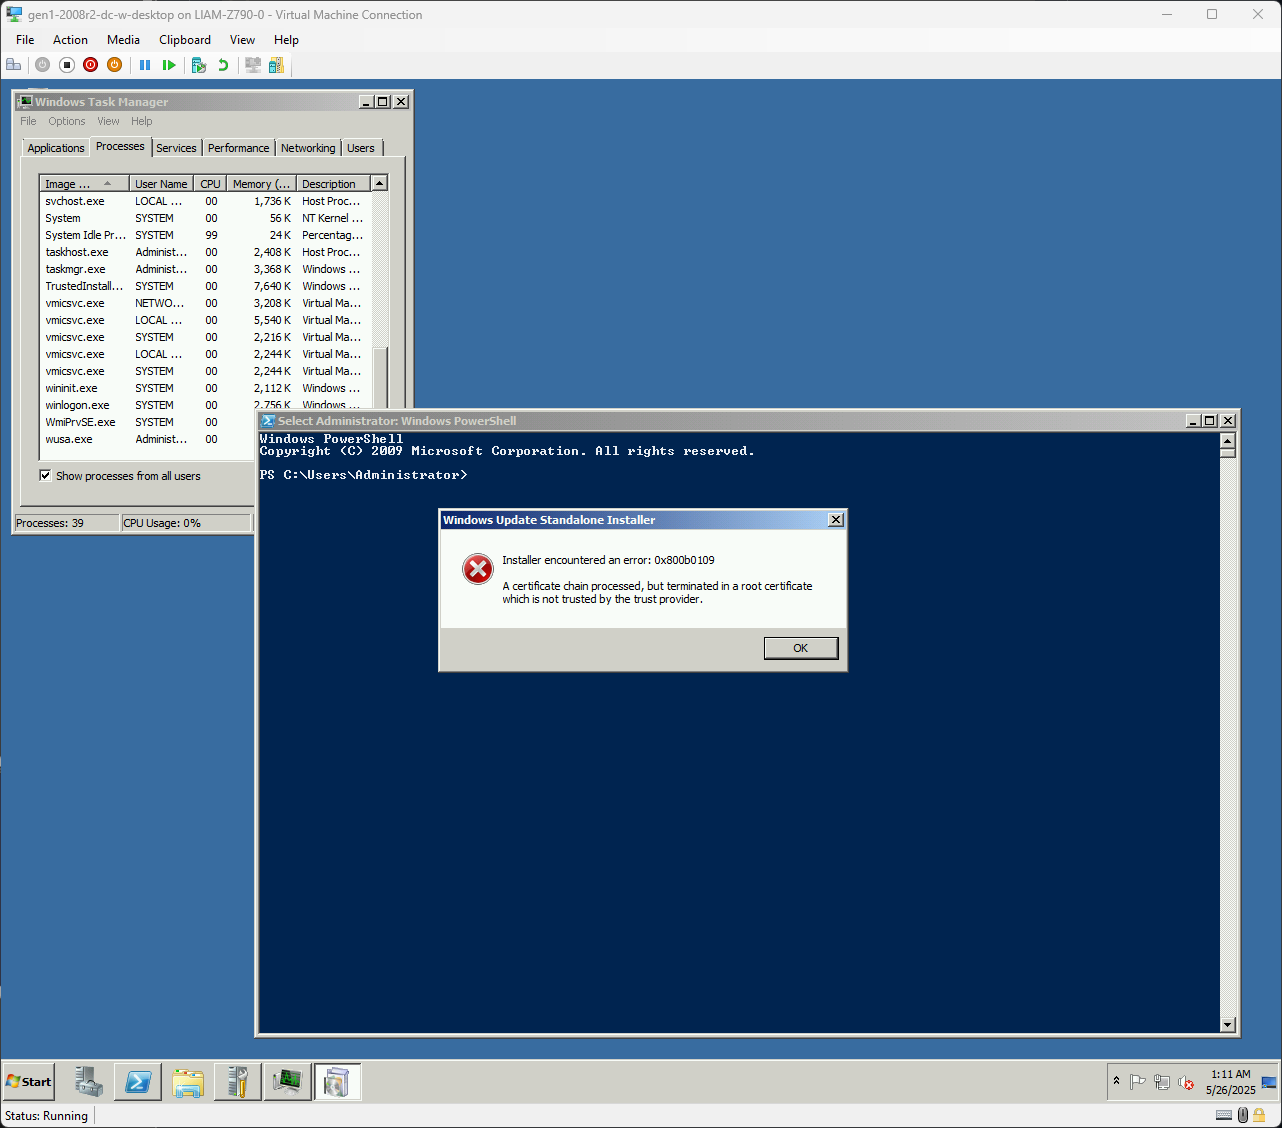 gen1-2008r2-dc-w-desktop on LIAM-Z790-0 - Virtual Machine Connection
File Action Media Clipboard View Help
Windows Task Manager
File Options View Help
Applications Processes Services Performance Networking Users
Image ... User Name CPU Memory (... Description
svchost.exe LOCAL ... 00 1,736 K Host Proc...
System SYSTEM 00 56 K NT Kernel ...
System Idle Pr... SYSTEM 99 24 K Percentag...
taskhost.exe Administ... 00 2,408 K Host Proc...
taskmgr.exe Administ... 00 3,368 K Windows ...
TrustedInstall... SYSTEM 00 7,640 K Windows ...
vmicsvc.exe NETWO... 00 3,208 K Virtual Ma...
vmicsvc.exe LOCAL ... 00 5,540 K Virtual Ma...
vmicsvc.exe SYSTEM 00 2,216 K Virtual Ma...
vmicsvc.exe LOCAL ... 00 2,244 K Virtual Ma...
vmicsvc.exe SYSTEM 00 2,244 K Virtual Ma...
wininit.exe SYSTEM 00 2,112 K Windows ...
winlogon.exe SYSTEM 00 2,756 K Windows ...
WmiPrvSE.exe SYSTEM 00
wusa.exe Administ... 00
Show processes from all users
Processes: 39 CPU Usage: 0%
Select Administrator: Windows PowerShell
Windows PowerShell
Copyright (C) 2009 Microsoft Corporation. All rights reserved.
PS C:\Users\Administrator>
Windows Update Standalone Installer
Installer encountered an error: 0x800b0109
A certificate chain processed, but terminated in a root certificate
which is not trusted by the trust provider.
OK
Start
1:11 AM
5/26/2025
Status: Running